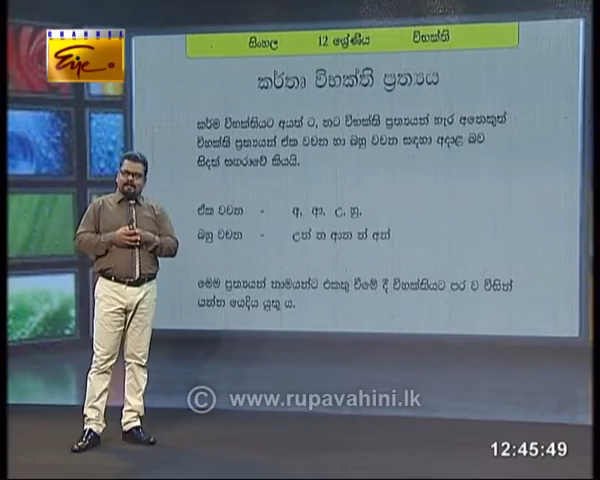 CHANNEL
Eye
සිංහල 12 ශ්‍රේණිය විභක්ති
කර්තෘ විභක්ති ප්‍රත්‍යය
කර්ම විභක්තියට අයත් ට, නට විභක්ති ප්‍රත්‍යයන් හැර අනෙකුත්
විභක්ති ප්‍රත්‍යයන් ඒක වචන හා බහු වචන සඳහා අදාළ බව
සිදත් සඟරාවේ කියයි.
ඒක වචන - අ, ආ, උ, හු,
බහු වචන - උන් න ආන න් අන්
මෙම ප්‍රත්‍යයන් නාමයන්ට එකතු වීමේ දී විභක්තියට පර ව විසින්
යන්න යෙදිය යුතු ය.
© www.rupavahini.lk
12:45:49